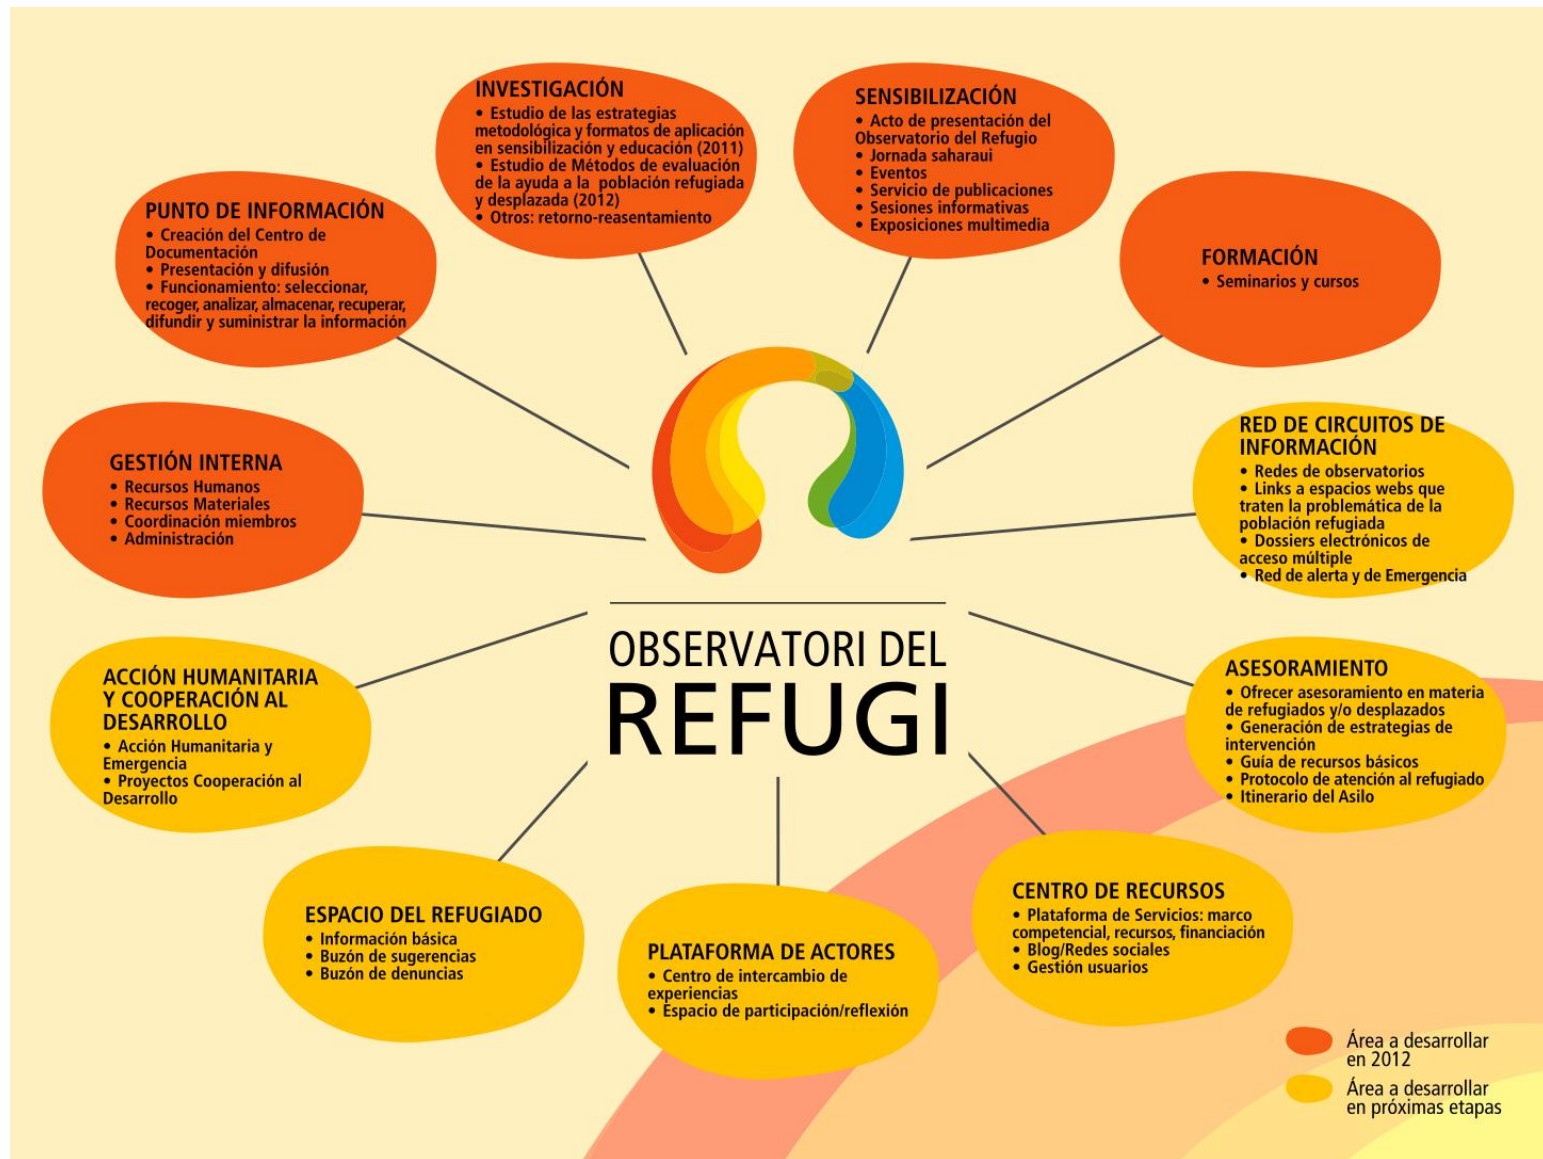 INVESTIGACIÓN
• Estudio de las estrategias
metodológica y formatos de aplicación
en sensibilización y educación (2011)
• Estudio de Métodos de evaluación
de la ayuda a la población refugiada
y desplazada (2012)
• Otros: retorno-reasentamiento
SENSIBILIZACIÓN
• Acto de presentación del
Observatorio del Refugio
• Jornada saharaui
• Eventos
• Servicio de publicaciones
• Sesiones informativas
• Exposiciones multimedia
PUNTO DE INFORMACIÓN
• Creación del Centro de
Documentación
• Presentación y difusión
• Funcionamiento: seleccionar,
recoger, analizar, almacenar, recuperar,
difundir y suministrar la información
FORMACIÓN
• Seminarios y cursos
GESTIÓN INTERNA
• Recursos Humanos
• Recursos Materiales
• Coordinación miembros
• Administración
RED DE CIRCUITOS DE
INFORMACIÓN
• Redes de observatorios
• Links a espacios webs que
traten la problemática de la
población refugiada
• Dossiers electrónicos de
acceso múltiple
• Red de alerta y de Emergencia
OBSERVATORI DEL
REFUGI
ACCIÓN HUMANITARIA
Y COOPERACIÓN AL
DESARROLLO
• Acción Humanitaria y
Emergencia
• Proyectos Cooperación al
Desarrollo
ASESORAMIENTO
• Ofrecer asesoramiento en materia
de refugiados y/o desplazados
• Generación de estrategias de
intervención
• Guía de recursos básicos
• Protocolo de atención al refugiado
• Itinerario del Asilo
ESPACIO DEL REFUGIADO
• Información básica
• Buzón de sugerencias
• Buzón de denuncias
PLATAFORMA DE ACTORES
• Centro de intercambio de
experiencias
• Espacio de participación/reflexión
CENTRO DE RECURSOS
• Plataforma de Servicios: marco
competencial, recursos, financiación
• Blog/Redes sociales
• Gestión usuarios
Área a desarrollar
en 2012
Área a desarrollar
en próximas etapas